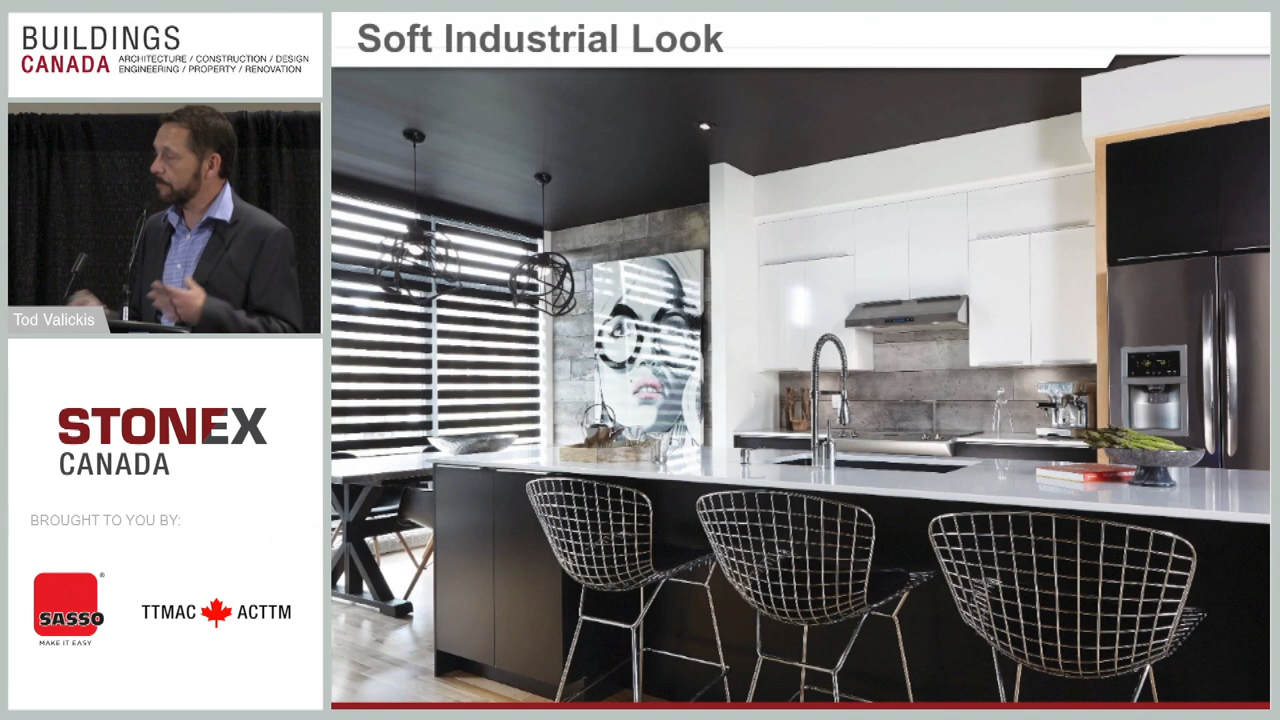 BUILDINGS
CANADA ARCHITECTURE / CONSTRUCTION / DESIGN
ENGINEERING / PROPERTY / RENOVATION
Tod Valickis
STONEX
CANADA
BROUGHT TO YOU BY:
SASSO®
MAKE IT EASY
TTMAC ACTTM
Soft Industrial Look